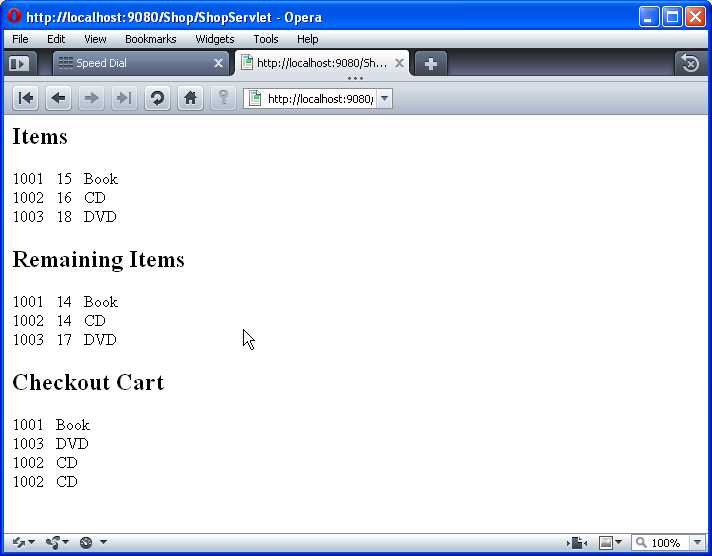 http://localhost:9080/Shop/ShopServlet - Opera
File Edit View Bookmarks Widgets Tools Help
Speed Dial http://localhost:9080/Sh...
http://localhost:9080/
Items
1001 15 Book
1002 16 CD
1003 18 DVD
Remaining Items
1001 14 Book
1002 14 CD
1003 17 DVD
Checkout Cart
1001 Book
1003 DVD
1002 CD
1002 CD
100%